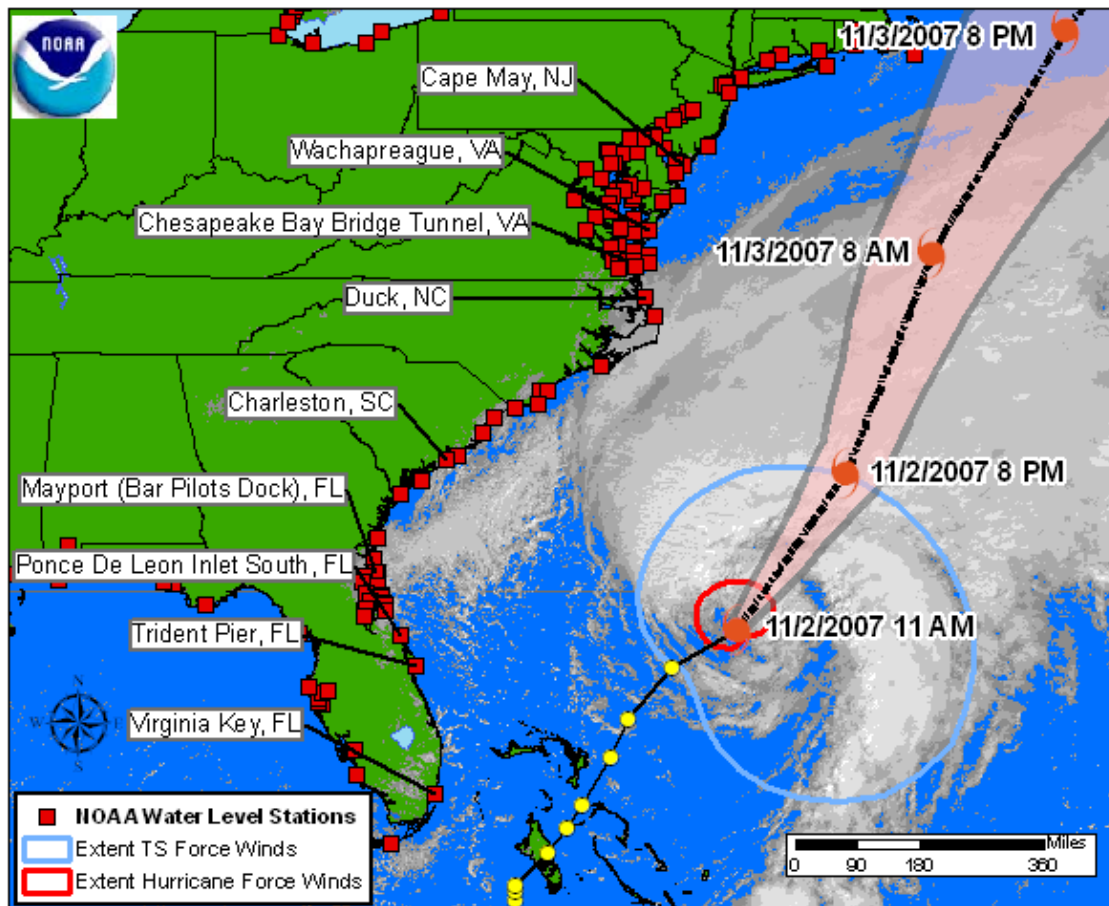 NOAA
11/3/2007 8 PM
Cape May, NJ
Wachapreague, VA
Chesapeake Bay Bridge Tunnel, VA
11/3/2007 8 AM
Duck, NC
Charleston, SC
11/2/2007 8 PM
Mayport (Bar Pilots Dock), FL
Ponce De Leon Inlet South, FL
Trident Pier, FL
11/2/2007 11 AM
N
W E
S
Virginia Key, FL
NOAA Water Level Stations
Extent TS Force Winds
Extent Hurricane Force Winds
Miles
0 90 180 360